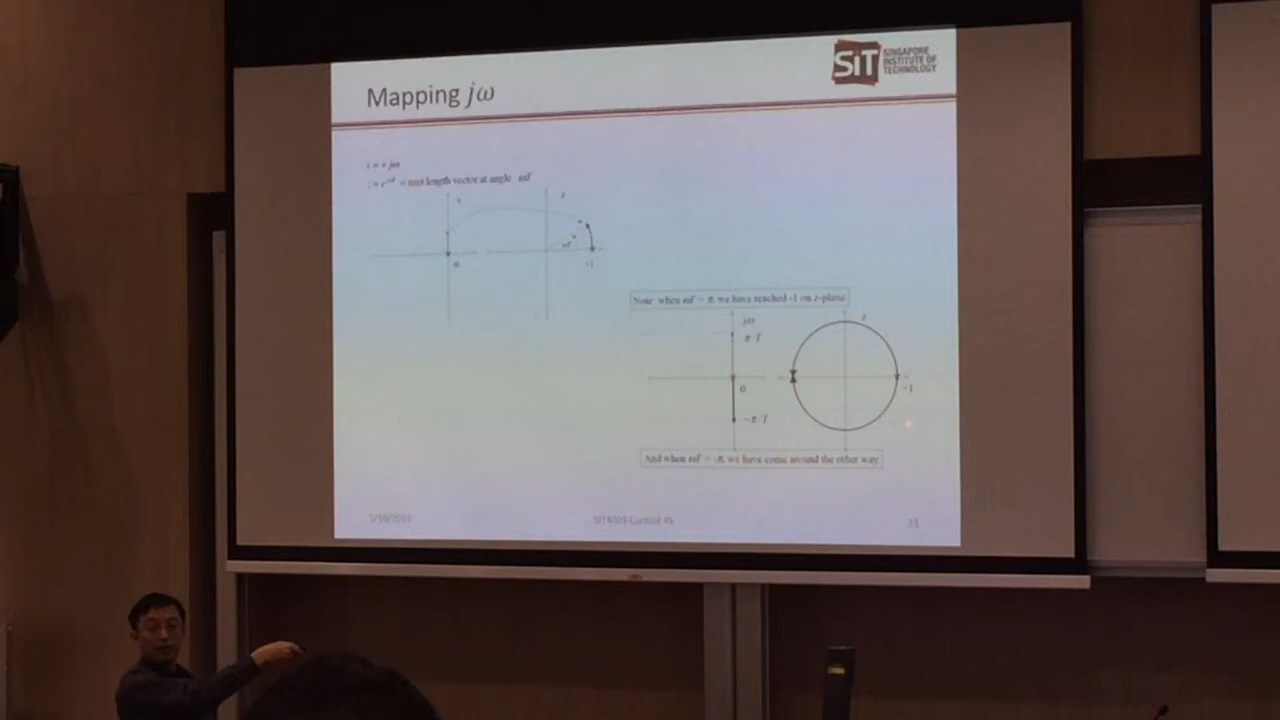 SiT SINGAPORE
INSTITUTE OF
TECHNOLOGY
Mapping jω
s = + jω
= unit length vector at angle ωT
s
z
0
ωT
-1
Note: when ωT = π, we have reached -1 on z-plane
jω
z
π/T
0
-1
-π/T
And when ωT = -π, we have come around the other way
Control
23